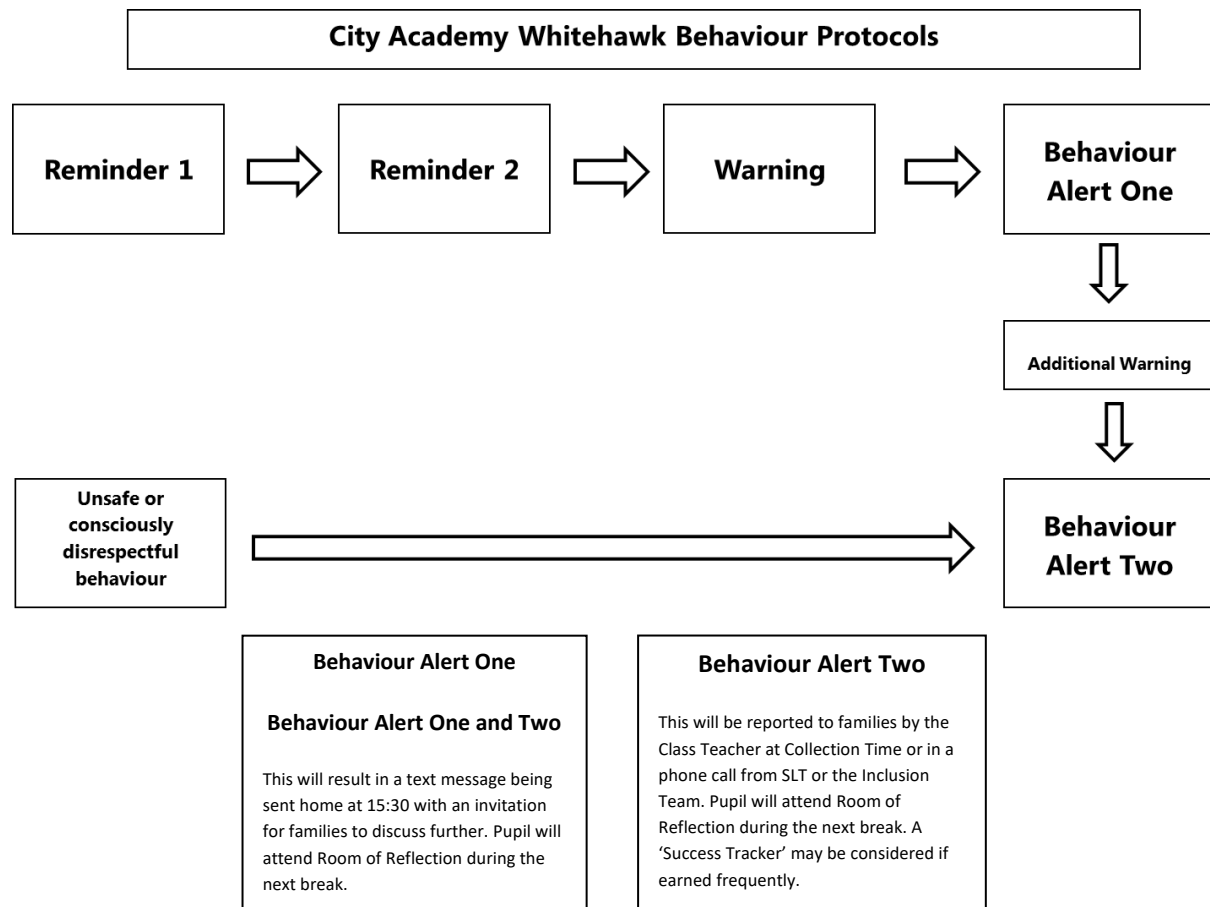 City Academy Whitehawk Behaviour Protocols
Reminder 1
Reminder 2
Warning
Behaviour
Alert One
Additional Warning
Unsafe or
consciously
disrespectful
behaviour
Behaviour
Alert Two
Behaviour Alert One
Behaviour Alert One and Two
This will result in a text message being
sent home at 15:30 with an invitation
for families to discuss further. Pupil will
attend Room of Reflection during the
next break.
Behaviour Alert Two
This will be reported to families by the
Class Teacher at Collection Time or in a
phone call from SLT or the Inclusion
Team. Pupil will attend Room of
Reflection during the next break. A
‘Success Tracker’ may be considered if
earned frequently.